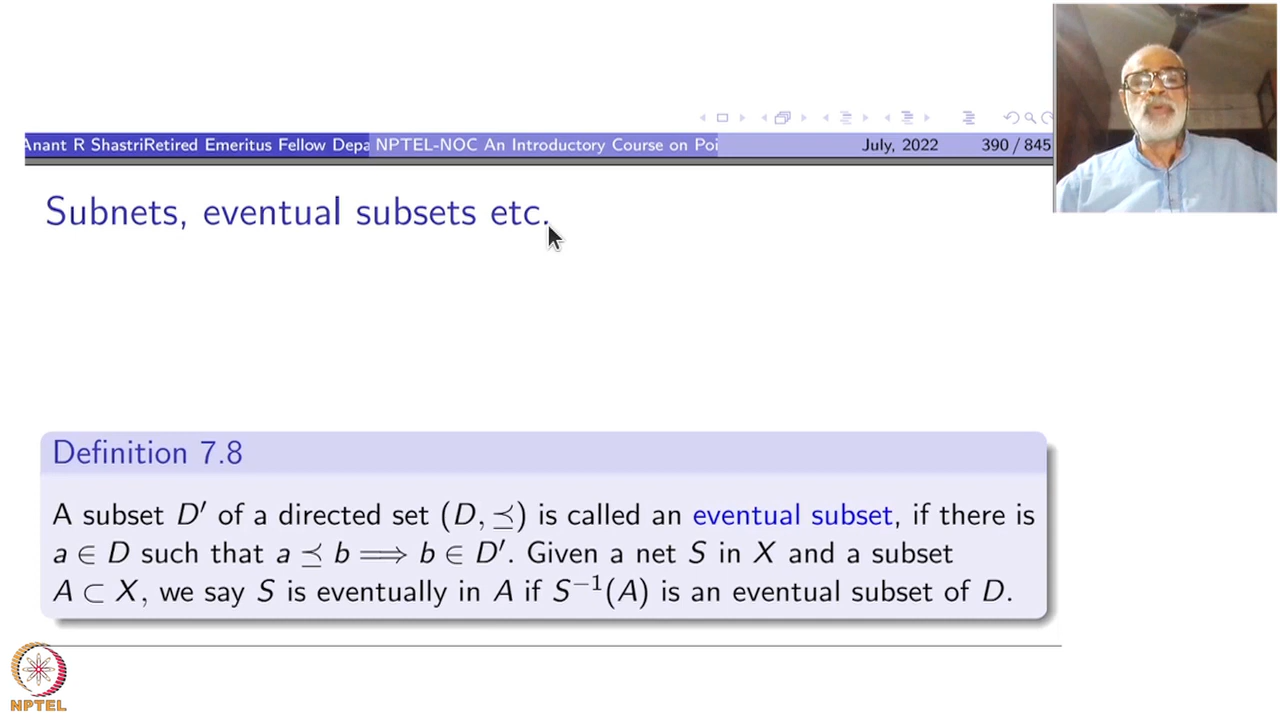 Anant R ShastriRetired Emeritus Fellow Depa NPTEL-NOC An Introductory Course on Poi July, 2022 390 / 845
Subnets, eventual subsets etc.
Definition 7.8
A subset D′ of a directed set (D, ⪯) is called an eventual subset, if there is
a ∈ D such that a ⪯ b ⟹ b ∈ D′. Given a net S in X and a subset
A ⊂ X, we say S is eventually in A if S⁻¹(A) is an eventual subset of D.
NPTEL